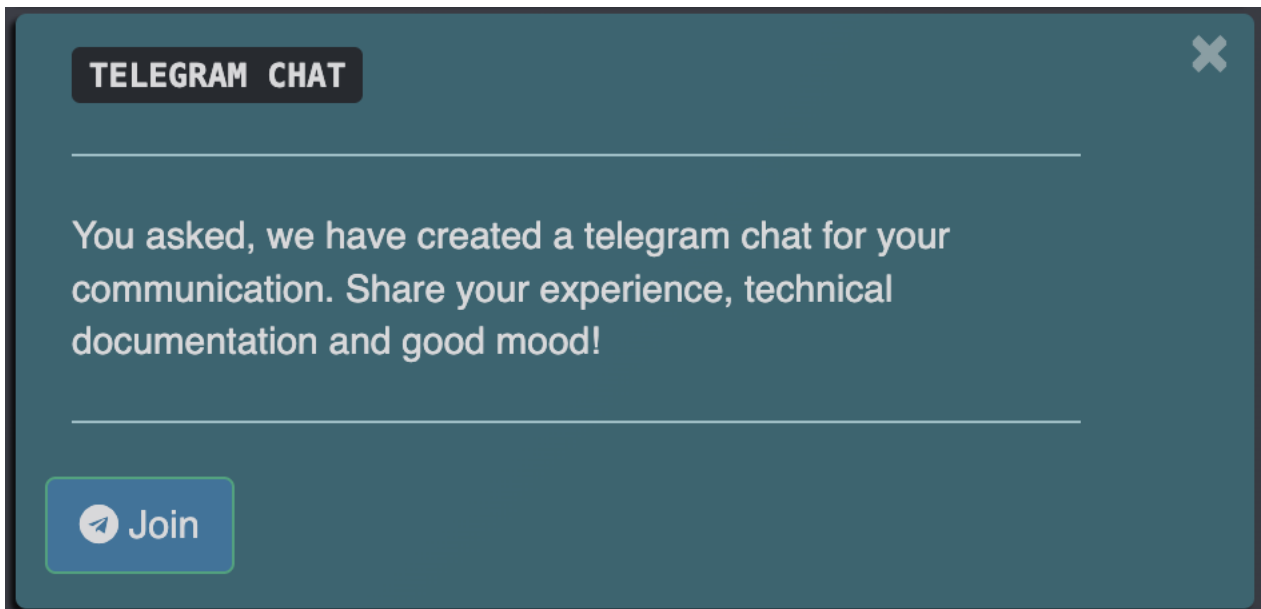 TELEGRAM CHAT
You asked, we have created a telegram chat for your
communication. Share your experience, technical
documentation and good mood!
Join